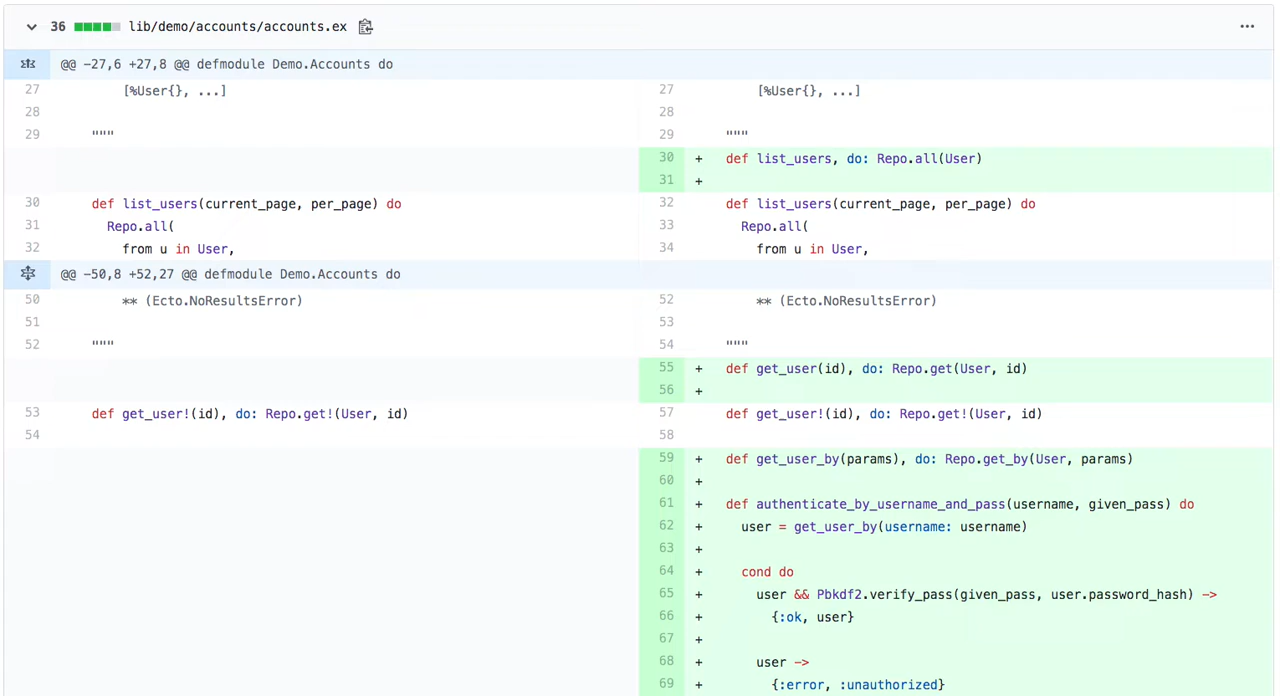 36 lib/demo/accounts/accounts.ex
@@ -27,6 +27,8 @@ defmodule Demo.Accounts do
27 [%User{}, ...] 27 [%User{}, ...]
28 28
29 """ 29 """
30 + def list_users, do: Repo.all(User)
31 +
30 def list_users(current_page, per_page) do 32 def list_users(current_page, per_page) do
31 Repo.all( 33 Repo.all(
32 from u in User, 34 from u in User,
@@ -50,8 +52,27 @@ defmodule Demo.Accounts do
50 ** (Ecto.NoResultsError) 52 ** (Ecto.NoResultsError)
51 53
52 """ 54 """
55 + def get_user(id), do: Repo.get(User, id)
56 +
53 def get_user!(id), do: Repo.get!(User, id) 57 def get_user!(id), do: Repo.get!(User, id)
54 58
59 + def get_user_by(params), do: Repo.get_by(User, params)
60 +
61 + def authenticate_by_username_and_pass(username, given_pass) do
62 + user = get_user_by(username: username)
63 +
64 + cond do
65 + user && Pbkdf2.verify_pass(given_pass, user.password_hash) ->
66 + {:ok, user}
67 +
68 + user ->
69 + {:error, :unauthorized}